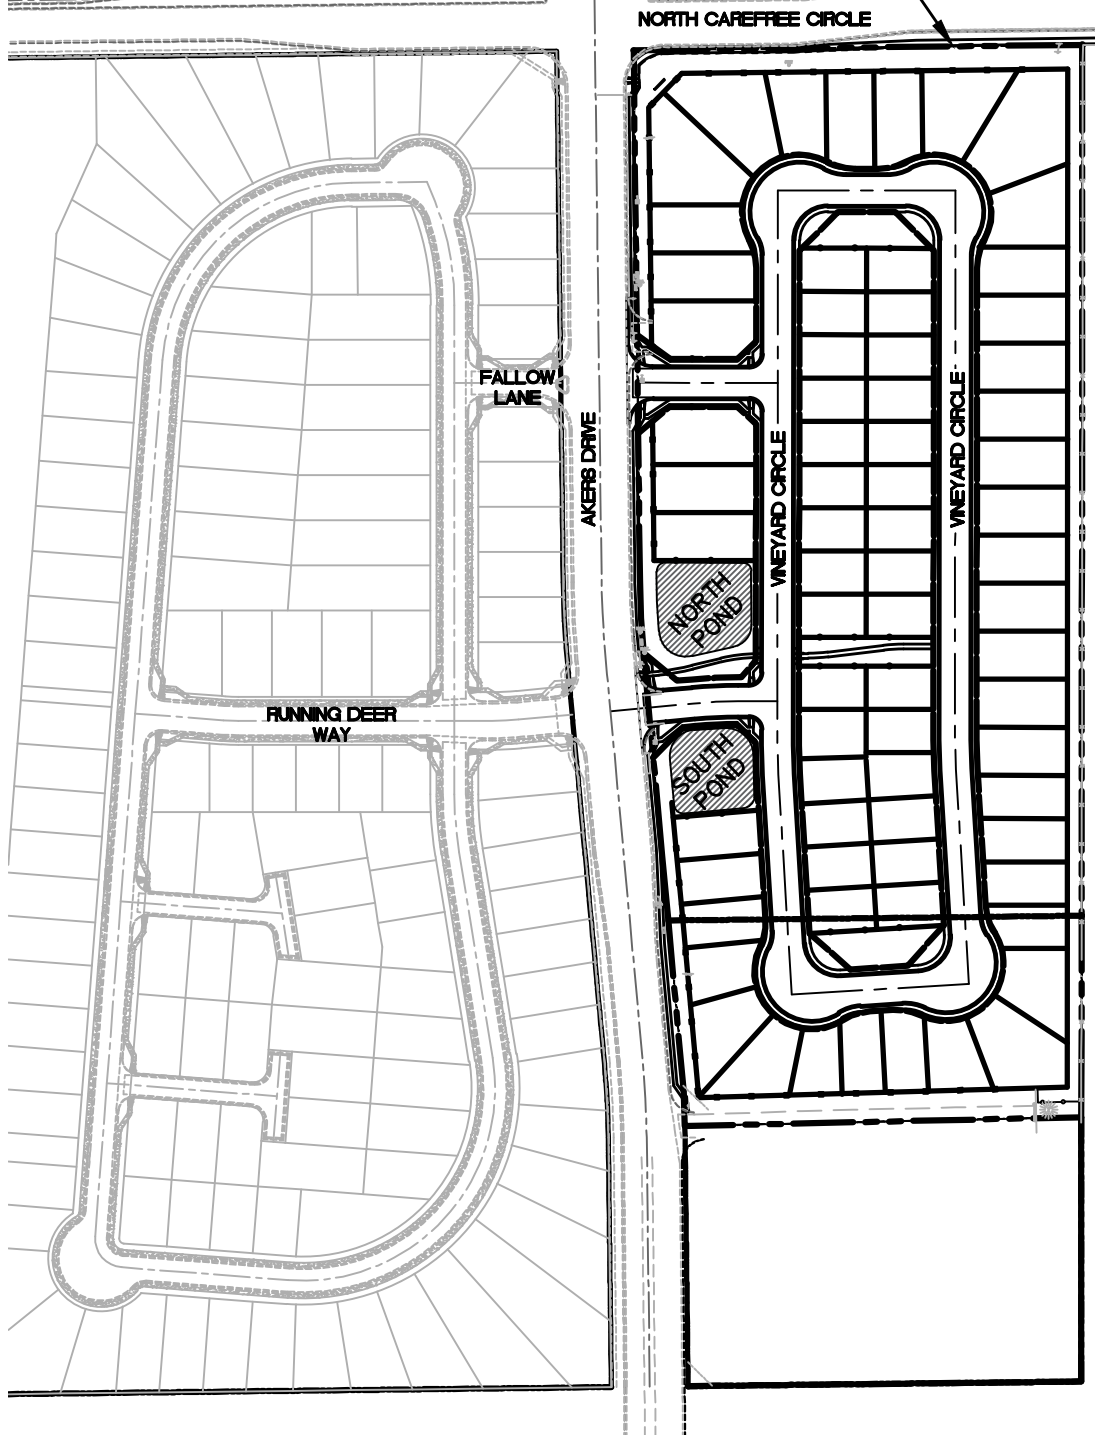 NORTH CAREFREE CIRCLE
FALLOW
LANE
AKERS DRIVE
VINEYARD CIRCLE
VINEYARD CIRCLE
NORTH
POND
RUNNING DEER
WAY
SOUTH
POND